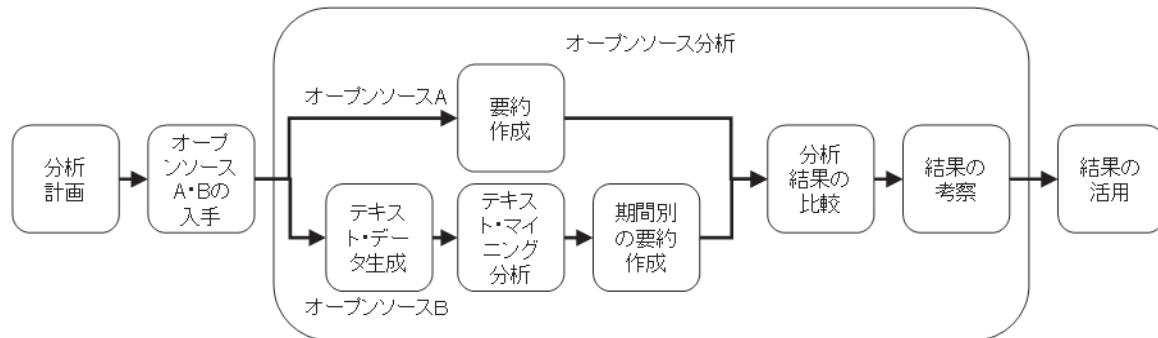 オープンソース分析
分析
計画
オープ
ンソース
A・Bの
入手
オープンソースA
要約
作成
テキス
ト・デー
タ生成
オープンソースB
テキス
ト・マイ
ニング
分析
期間別
の要約
作成
分析
結果の
比較
結果の
考察
結果の
活用